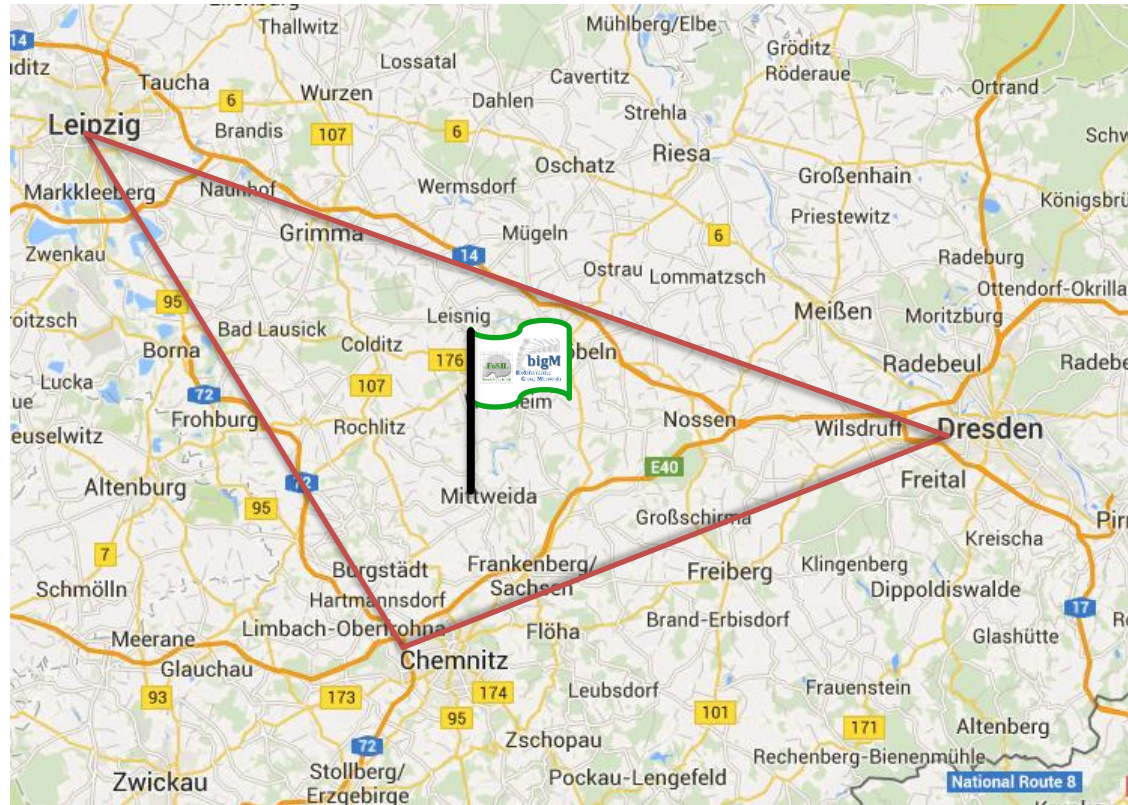 Mühlberg/Elbe
Thallwitz
14
Gröditz
Lossatal
Röderaue
Cavertitz
Taucha
Ortrand
Wurzen
6
Dahlen
Strehla
Leipzig
Brandis
107
6
Riesa
Oschatz
Großenhain
Markkleeberg
Naunhof
Wermsdorf
Priestewitz
Grimma
Mügeln
6
Zwenkau
14
Radeburg
Ostrau
Lommatzsch
Ottendorf-Okrilla
95
Meißen
Moritzburg
Leisnig
Bad Lausick
Colditz
Borna
176
bigM
FoSIL
Radebeul
Lucka
107
72
Frohburg
Rochlitz
Nossen
Wilsdruff
Dresden
E40
Freital
Altenburg
72
Mittweida
95
Großschirma
Kreischa
7
Frankenberg/
Sachsen
Burgstädt
Freiberg
Klingenberg
Schmölln
Hartmannsdorf
Dippoldiswalde
17
Limbach-Oberfrohna
Brand-Erbisdorf
Meerane
Flöha
Glashütte
Glauchau
Chemnitz
93
173
174
Leubsdorf
Frauenstein
95
101
171
Altenberg
72
Zschopau
Rechenberg-Bienenmühle
Zwickau
Stollberg/
Erzgebirge
Pockau-Lengefeld
National Route 8